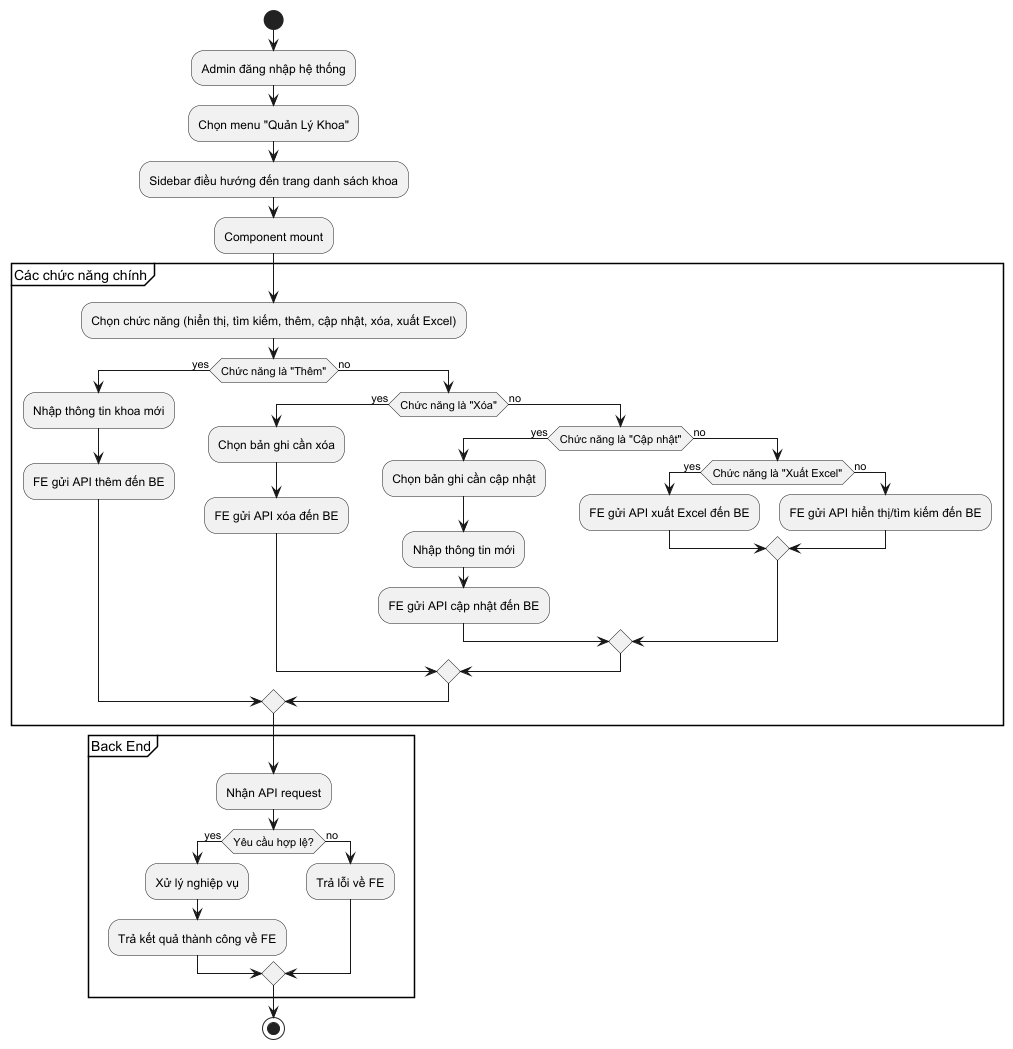 Admin đăng nhập hệ thống
Chọn menu "Quản Lý Khoa"
Sidebar điều hướng đến trang danh sách khoa
Component mount
Các chức năng chính
Chọn chức năng (hiển thị, tìm kiếm, thêm, cập nhật, xóa, xuất Excel)
yes
Chức năng là "Thêm"
no
Nhập thông tin khoa mới
FE gửi API thêm đến BE
yes
Chức năng là "Xóa"
no
Chọn bản ghi cần xóa
FE gửi API xóa đến BE
yes
Chức năng là "Cập nhật"
no
Chọn bản ghi cần cập nhật
Nhập thông tin mới
FE gửi API cập nhật đến BE
yes
Chức năng là "Xuất Excel"
no
FE gửi API xuất Excel đến BE
FE gửi API hiển thị/tìm kiếm đến BE
Back End
Nhận API request
yes
Yêu cầu hợp lệ?
no
Xử lý nghiệp vụ
Trả kết quả thành công về FE
Trả lỗi về FE